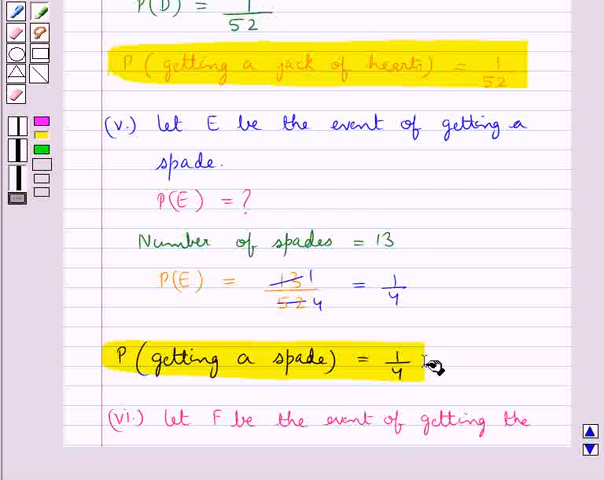 P(D) = 1/52
P (getting a jack of hearts) = 1/52
(v.) let E be the event of getting a
spade.
P(E) = ?
Number of spades = 13
P(E) = 13 1/52 4 = 1/4
P (getting a spade) = 1/4
(vi.) let F be the event of getting the